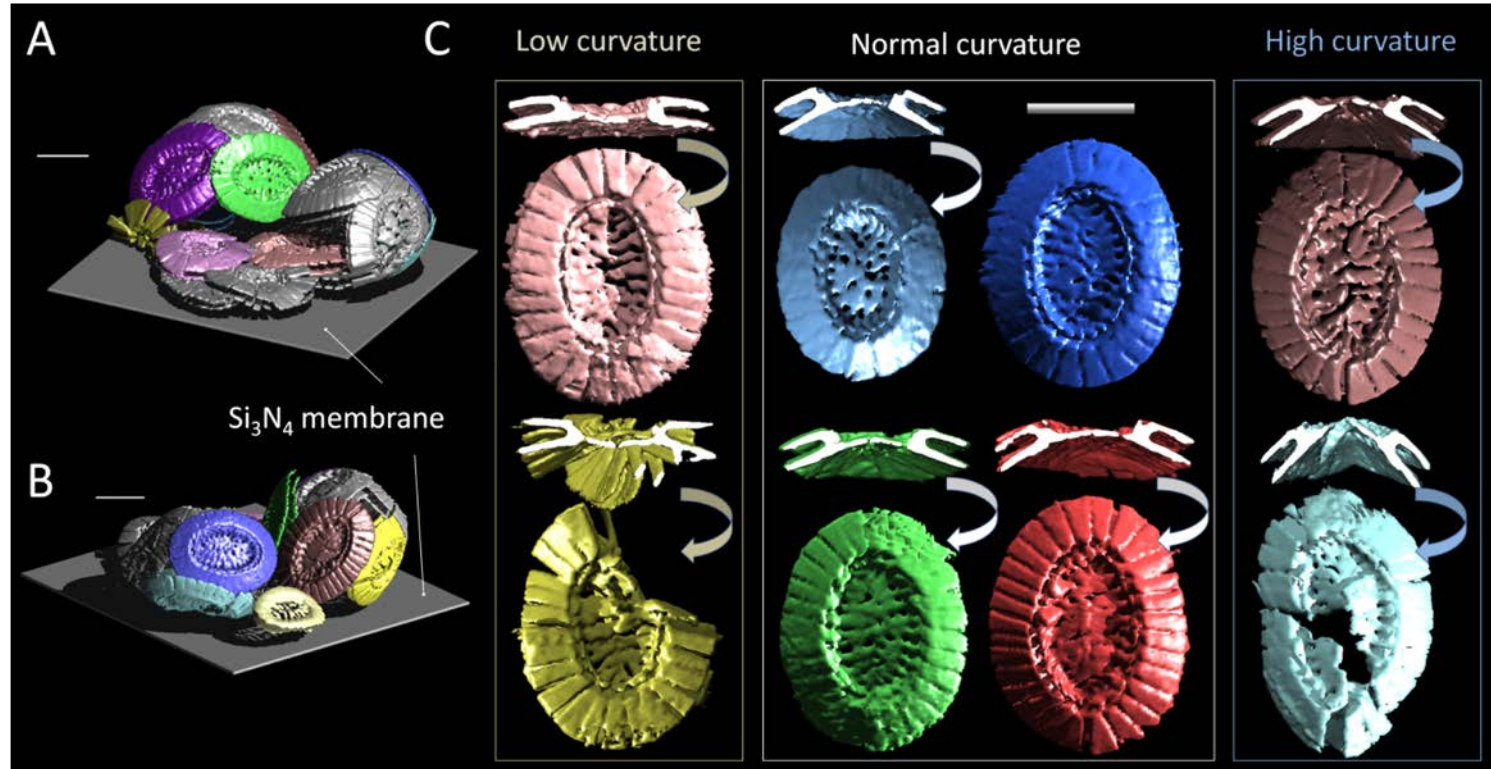 A
C
Low curvature
Normal curvature
High curvature
Si₃N₄ membrane
B